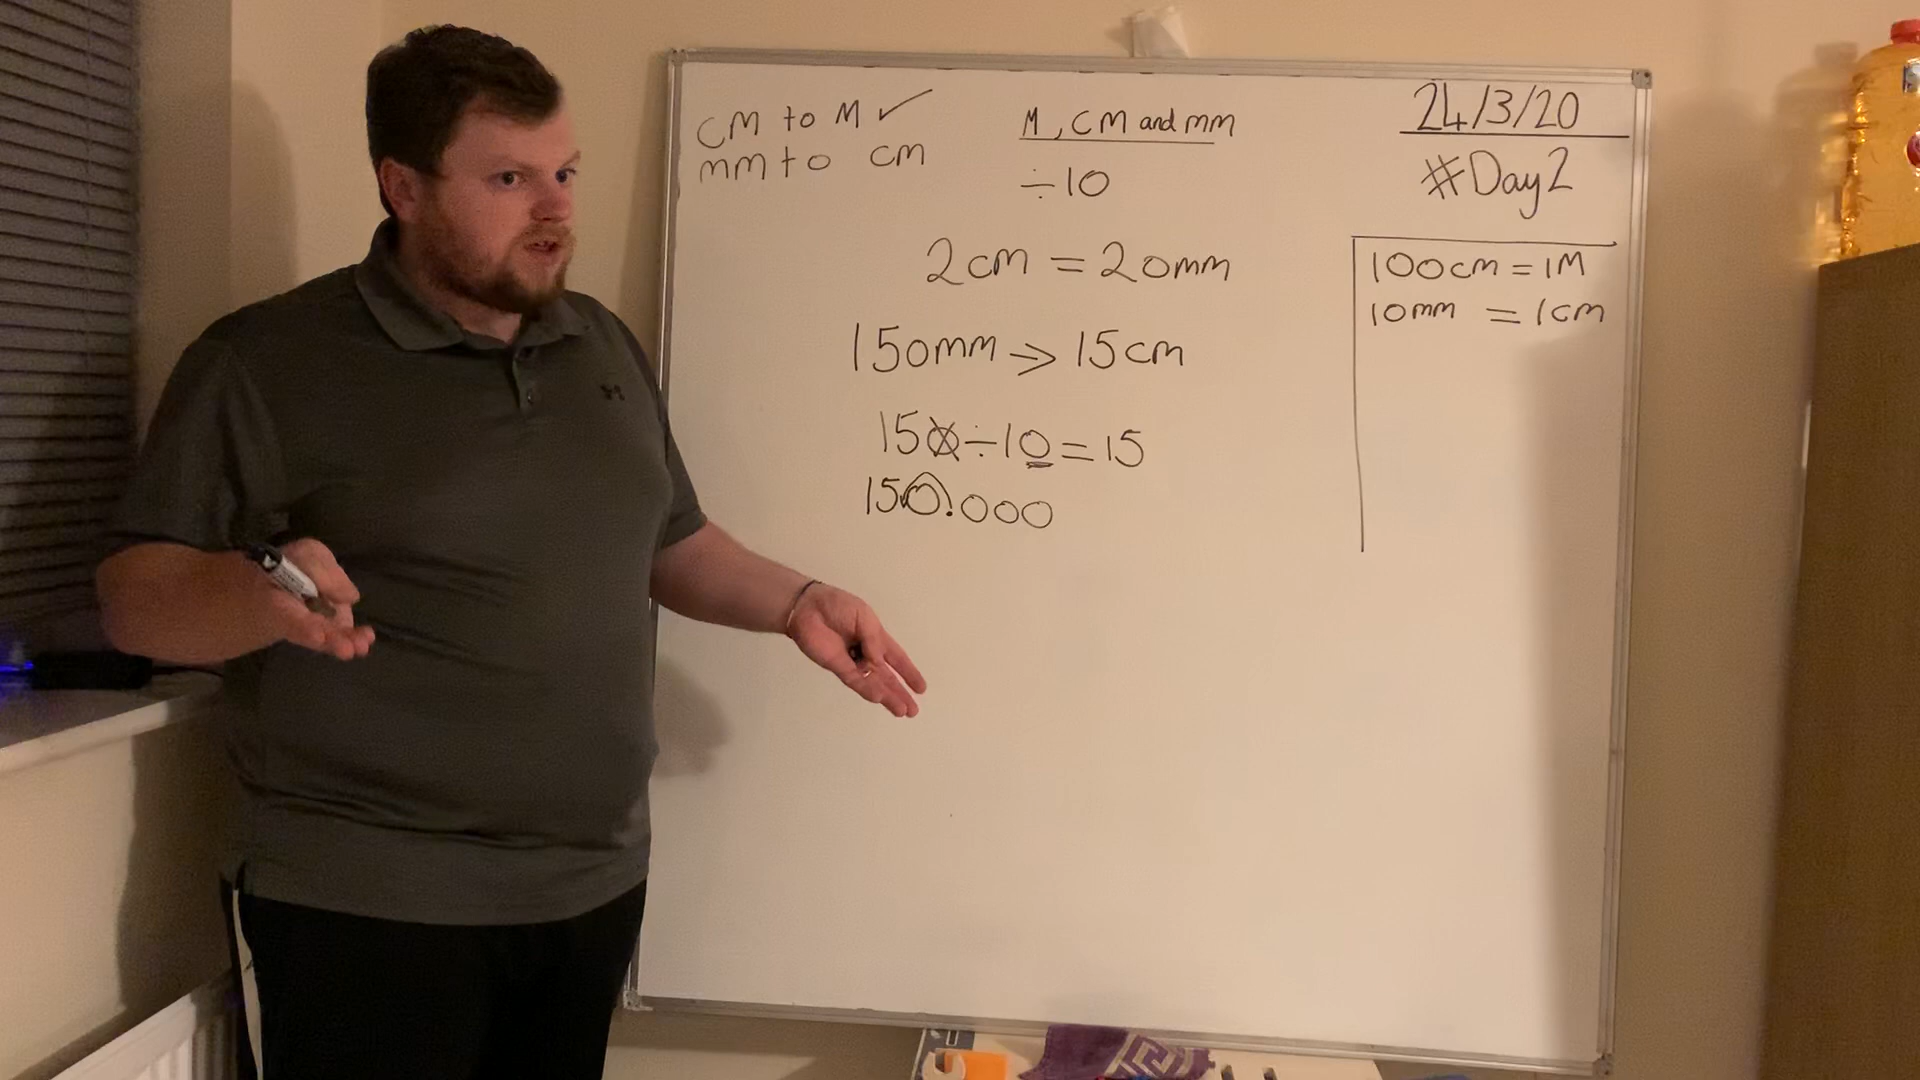 CM to M ✓
mm to cm
M, CM and mm
÷10
2cm = 20mm
150mm → 15cm
150÷10=15
150.000
24/3/20
#Day2
100cm = 1M
10mm = 1cm